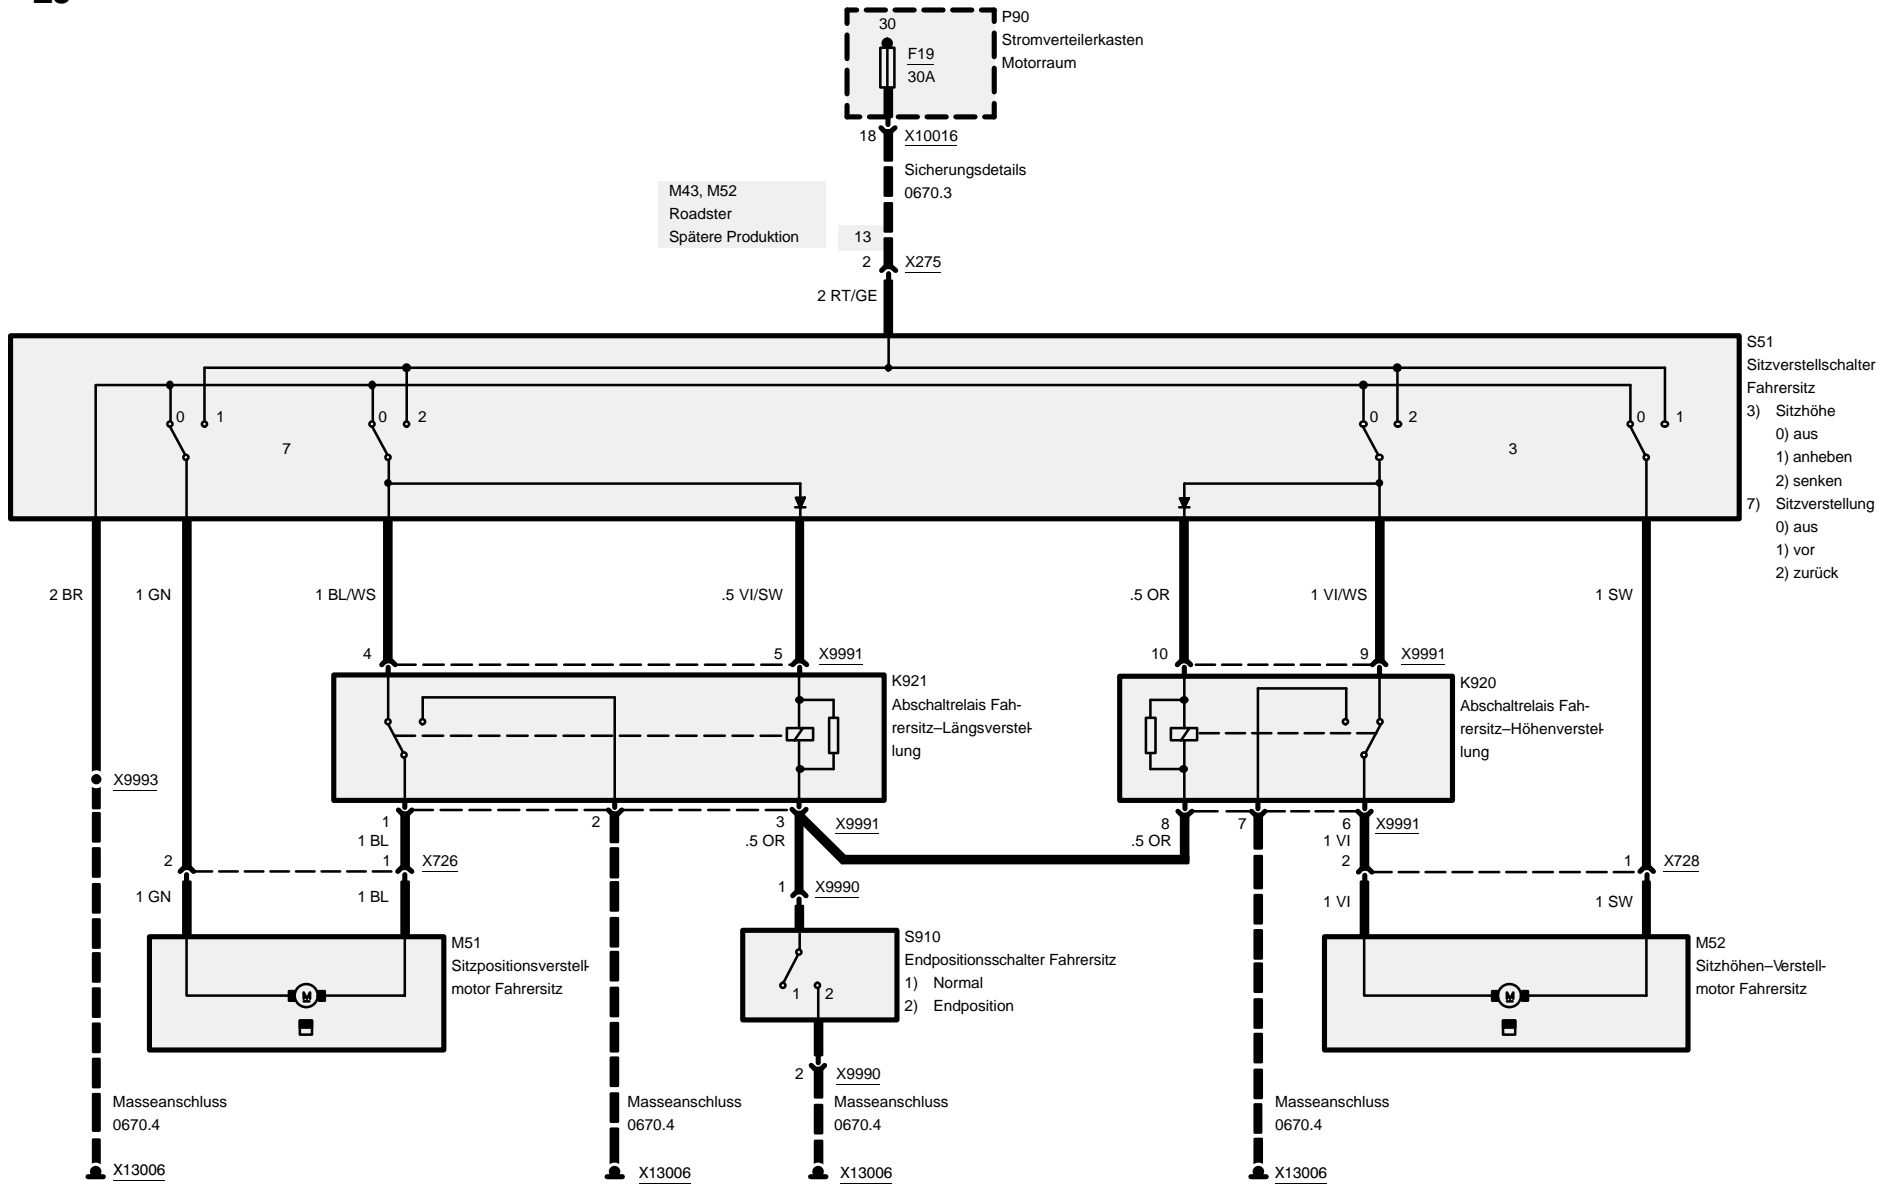 30
F19
30A
P90
Stromverteilerkasten
Motorraum
18
X10016
Sicherungsdetails
0670.3
M43, M52
Roadster
Spätere Produktion
13
2
X275
2 RT/GE
S51
Sitzverstellschalter
Fahrersitz
3) Sitzhöhe
0) aus
1) anheben
2) senken
7) Sitzverstellung
0) aus
1) vor
2) zurück
0 1
7
0 2
0 2
3
0 1
2 BR
1 GN
1 BL/WS
.5 VI/SW
.5 OR
1 VI/WS
1 SW
4
5
X9991
10
9
X9991
K921
Abschaltrelais Fah-
rersitz–Längsverstel-
lung
K920
Abschaltrelais Fah-
rersitz–Höhenverstel-
lung
X9993
1
1 BL
2
3
X9991
.5 OR
8
.5 OR
7
6
X9991
1 VI
2
1
X726
2
1
X728
1 GN
1 BL
1
X9990
1 VI
1 SW
M51
Sitzpositionsverstell-
motor Fahrersitz
M
1
2
S910
Endpositionsschalter Fahrersitz
1) Normal
2) Endposition
M52
Sitzhöhen–Verstell-
motor Fahrersitz
M
2
X9990
Masseanschluss
0670.4
Masseanschluss
0670.4
Masseanschluss
0670.4
Masseanschluss
0670.4
X13006
X13006
X13006
X13006